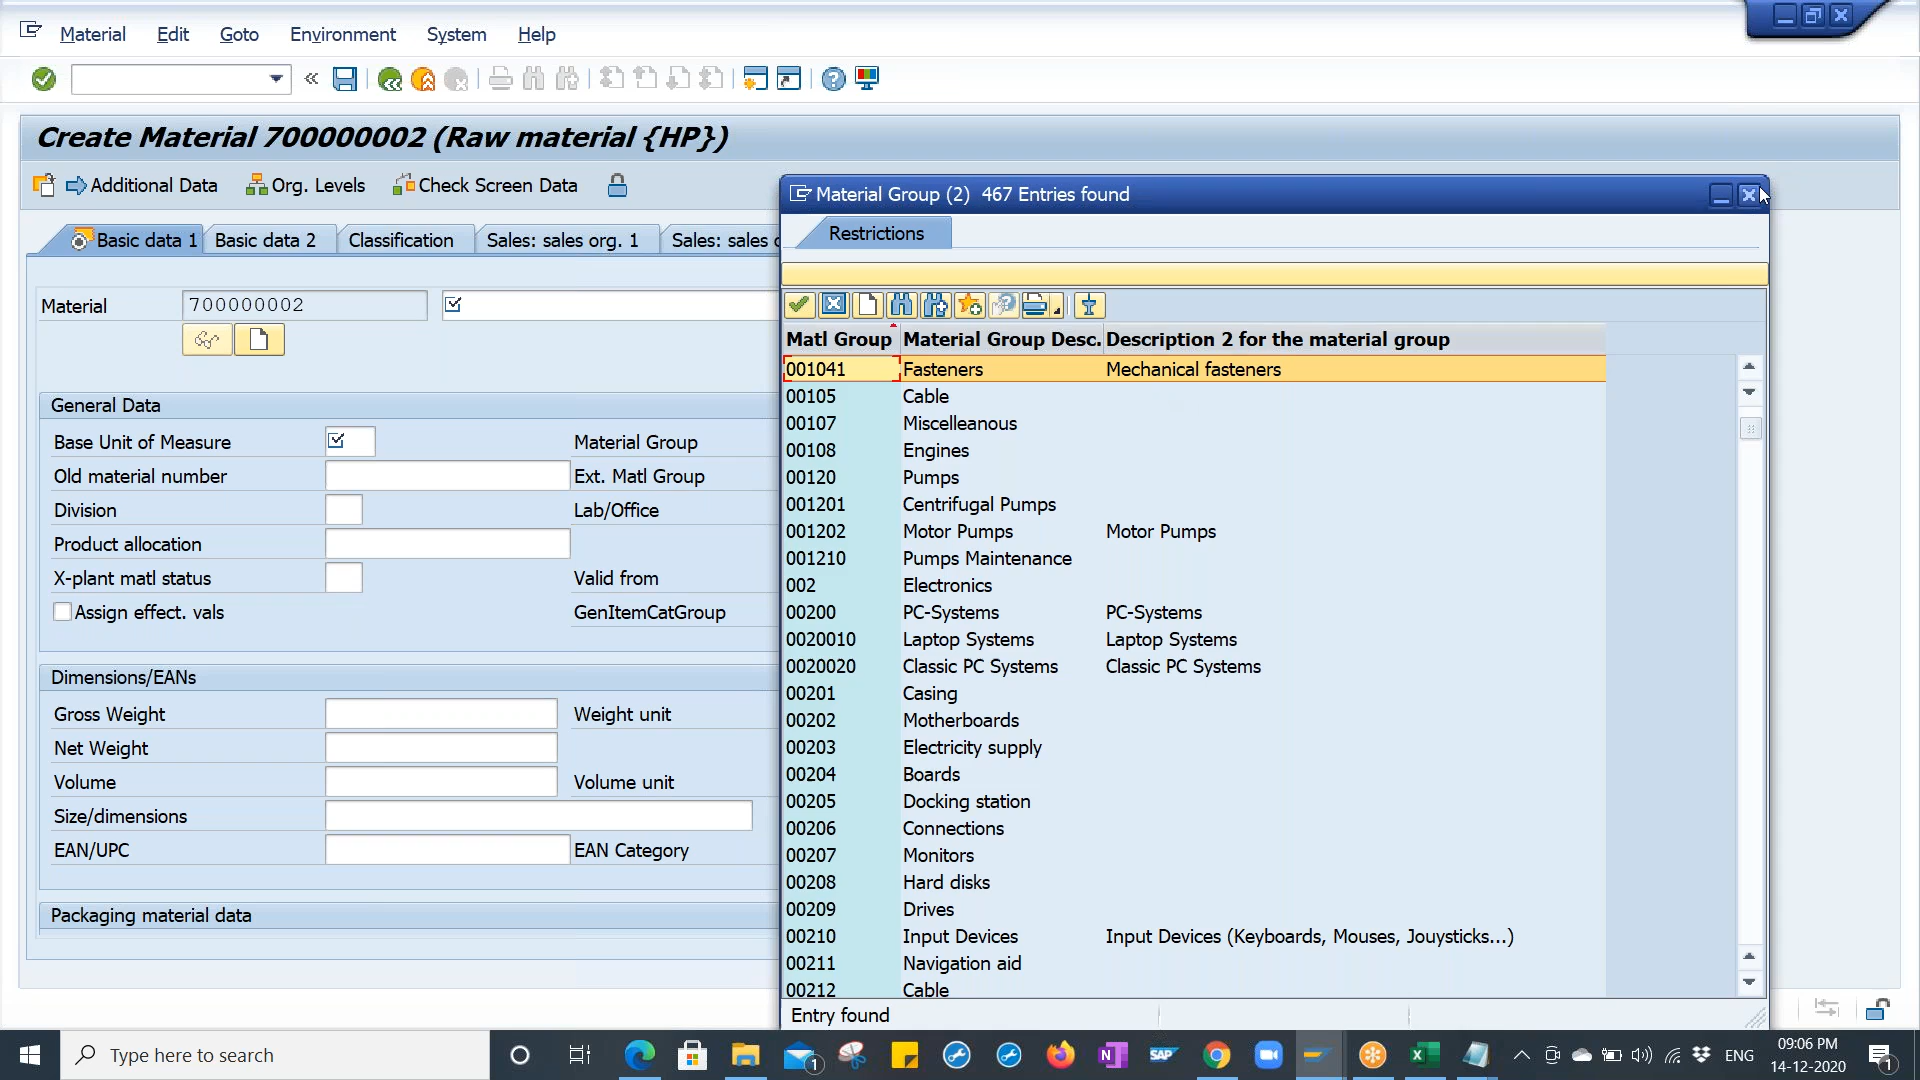 Material Edit Goto Environment System Help
Create Material 700000002 (Raw material {HP})
Additional Data Org. Levels Check Screen Data
Basic data 1 Basic data 2 Classification Sales: sales org. 1 Sales: sales
Material 700000002
General Data
Base Unit of Measure Material Group
Old material number Ext. Matl Group
Division Lab/Office
Product allocation
X-plant matl status Valid from
Assign effect. vals GenItemCatGroup
Dimensions/EANs
Gross Weight Weight unit
Net Weight
Volume Volume unit
Size/dimensions
EAN/UPC EAN Category
Packaging material data
Material Group (2) 467 Entries found
Restrictions
Matl Group Material Group Desc. Description 2 for the material group
001041 Fasteners Mechanical fasteners
00105 Cable
00107 Miscelleanous
00108 Engines
00120 Pumps
001201 Centrifugal Pumps
001202 Motor Pumps Motor Pumps
001210 Pumps Maintenance
002 Electronics
00200 PC-Systems PC-Systems
0020010 Laptop Systems Laptop Systems
0020020 Classic PC Systems Classic PC Systems
00201 Casing
00202 Motherboards
00203 Electricity supply
00204 Boards
00205 Docking station
00206 Connections
00207 Monitors
00208 Hard disks
00209 Drives
00210 Input Devices Input Devices (Keyboards, Mouses, Jouysticks...)
00211 Navigation aid
00212 Cable
Entry found
Type here to search
1
SAP
ENG
09:06 PM
14-12-2020
1